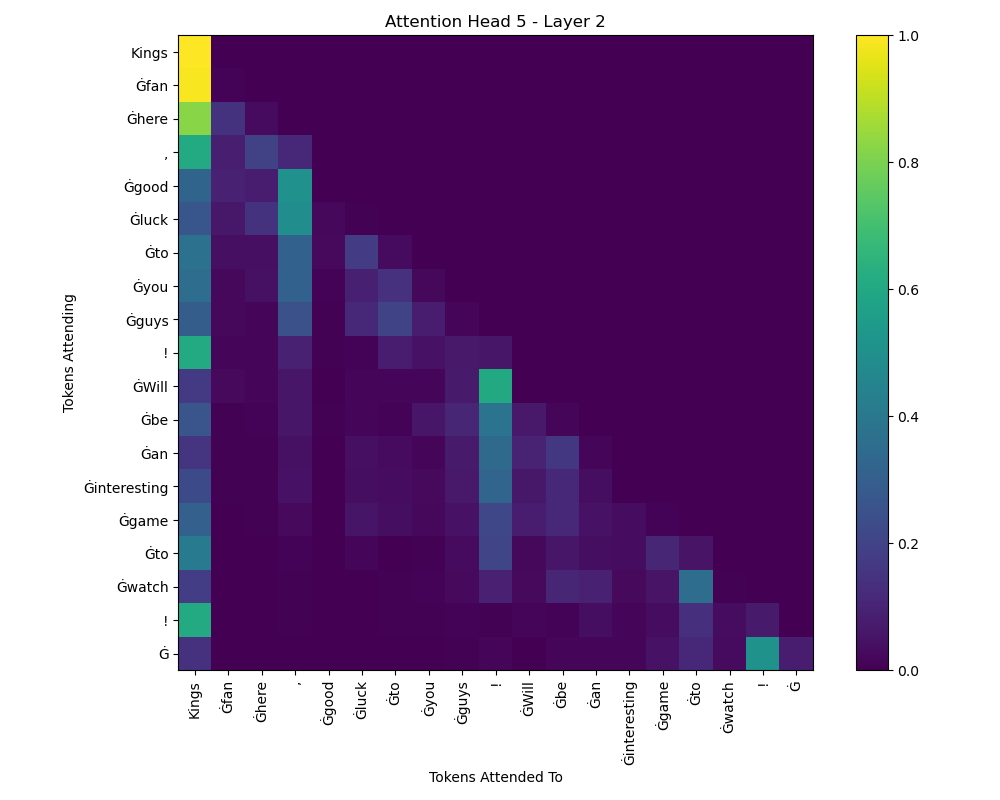 Attention Head 5 - Layer 2
Tokens Attending
Kings
Ġfan
Ġhere
,
Ġgood
Ġluck
Ġto
Ġyou
Ġguys
!
ĠWill
Ġbe
Ġan
Ġinteresting
Ġgame
Ġto
Ġwatch
!
Ġ
Kings
Ġfan
Ġhere
,
Ġgood
Ġluck
Ġto
Ġyou
Ġguys
!
ĠWill
Ġbe
Ġan
Ġinteresting
Ġgame
Ġto
Ġwatch
!
Ġ
Tokens Attended To
1.0
0.8
0.6
0.4
0.2
0.0